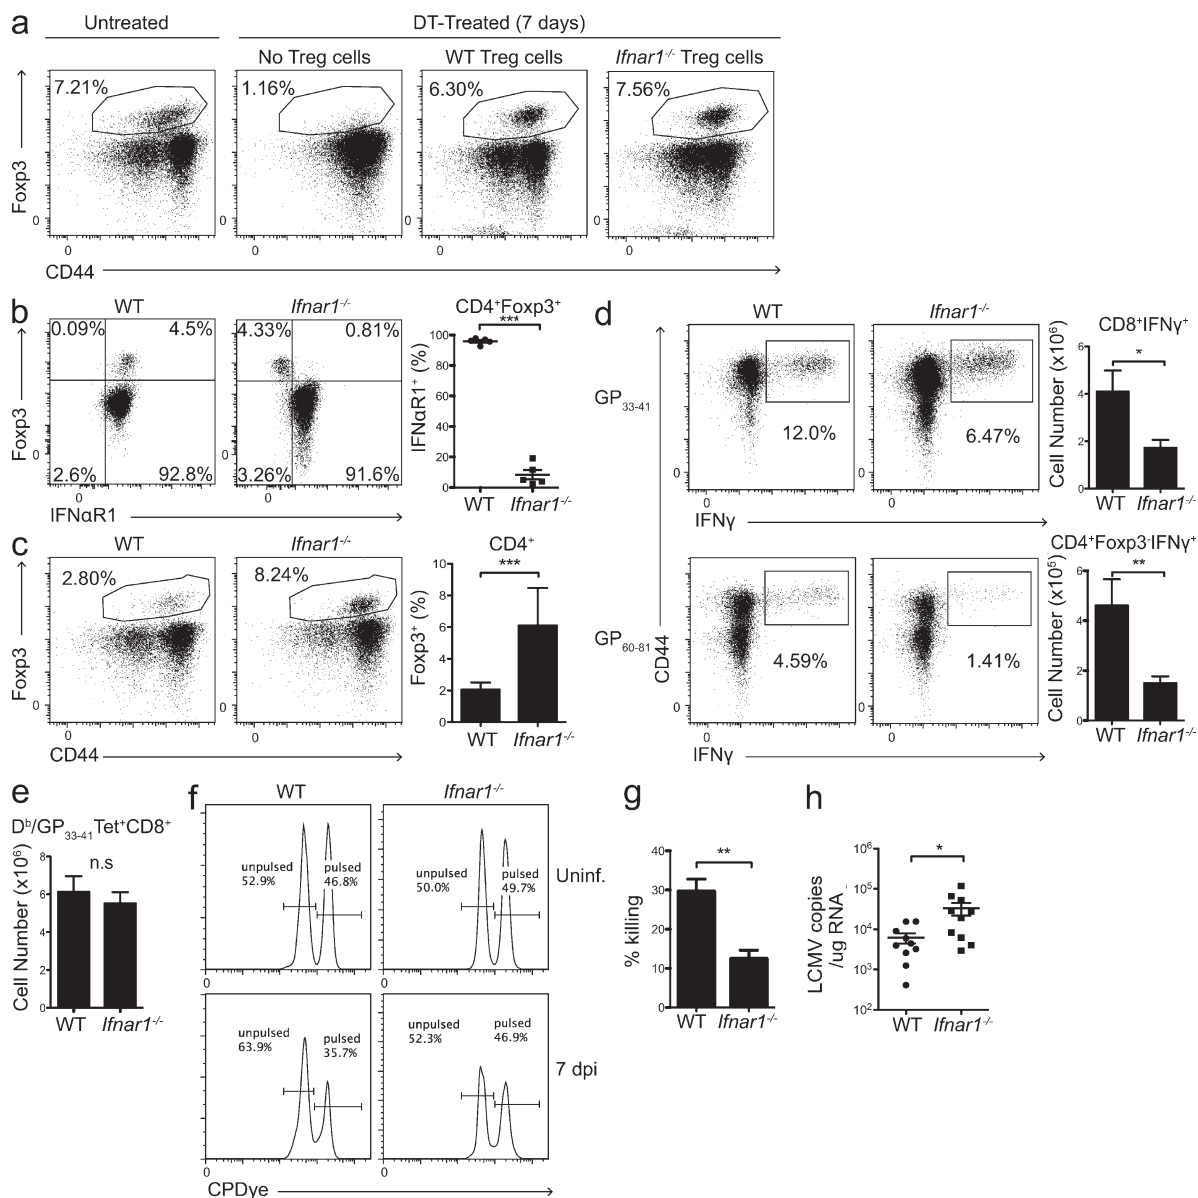 a
Untreated
DT-Treated (7 days)
No Treg cells
WT Treg cells
Ifnar1-/- Treg cells
7.21%
1.16%
6.30%
7.56%
Foxp3
0
0
0
0
0
0
0
0
CD44
b
WT
Ifnar1-/-
CD4+Foxp3+
0.09%
4.5%
4.33%
0.81%
2.6%
92.8%
3.26%
91.6%
Foxp3
0
0
0
0
IFNαR1
***
IFNαR1+ (%)
100
80
60
40
20
0
WT
Ifnar1-/-
c
WT
Ifnar1-/-
CD4+
2.80%
8.24%
Foxp3
0
0
0
0
CD44
***
Foxp3+ (%)
10
8
6
4
2
0
WT
Ifnar1-/-
d
WT
Ifnar1-/-
CD8+IFNγ+
GP33-41
12.0%
6.47%
0
0
0
0
IFNγ
*
Cell Number (x10⁶)
6
4
2
0
WT
Ifnar1-/-
CD4+Foxp3-IFNγ+
GP60-81
CD44
4.59%
1.41%
0
0
0
0
IFNγ
**
Cell Number (x10⁵)
6
4
2
0
WT
Ifnar1-/-
e
Db/GP33-41Tet+CD8+
n.s
Cell Number (x10⁶)
8
6
4
2
0
WT
Ifnar1-/-
f
WT
Ifnar1-/-
unpulsed
52.9%
pulsed
46.8%
unpulsed
50.0%
pulsed
49.7%
Uninf.
0
0
unpulsed
63.9%
pulsed
35.7%
unpulsed
52.3%
pulsed
46.9%
7 dpi
0
0
CPDye
g
**
% killing
40
30
20
10
0
WT
Ifnar1-/-
h
*
LCMV copies
/ug RNA
10⁶
10⁵
10⁴
10³
10²
WT
Ifnar1-/-